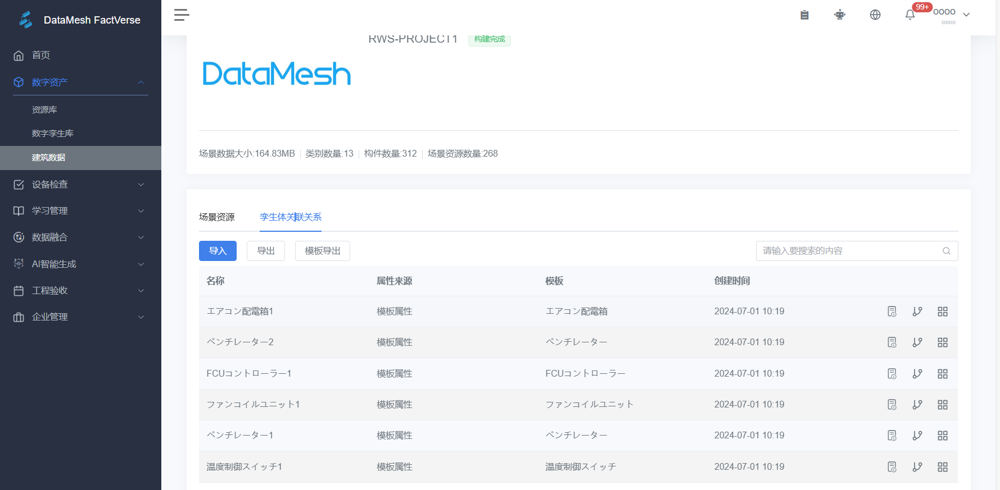 DataMesh FactVerse
首页
数字资产
资源库
数字孪生库
建筑数据
设备检查
学习管理
数据融合
AI智能生成
工程验收
企业管理
99+
oooo
oooo
RWS-PROJECT1 构建完成
DataMesh
场景数据大小:164.83MB 类别数量:13 构件数量:312 场景资源数量:268
场景资源 孪生体关联关系
导入 导出 模板导出 请输入要搜索的内容
名称 属性来源 模板 创建时间
エアコン配電箱1 模板属性 エアコン配電箱 2024-07-01 10:19
ベンチレーター2 模板属性 ベンチレーター 2024-07-01 10:19
FCUコントローラー1 模板属性 FCUコントローラー 2024-07-01 10:19
ファンコイルユニット1 模板属性 ファンコイルユニット 2024-07-01 10:19
ベンチレーター1 模板属性 ベンチレーター 2024-07-01 10:19
温度制御スイッチ1 模板属性 温度制御スイッチ 2024-07-01 10:19